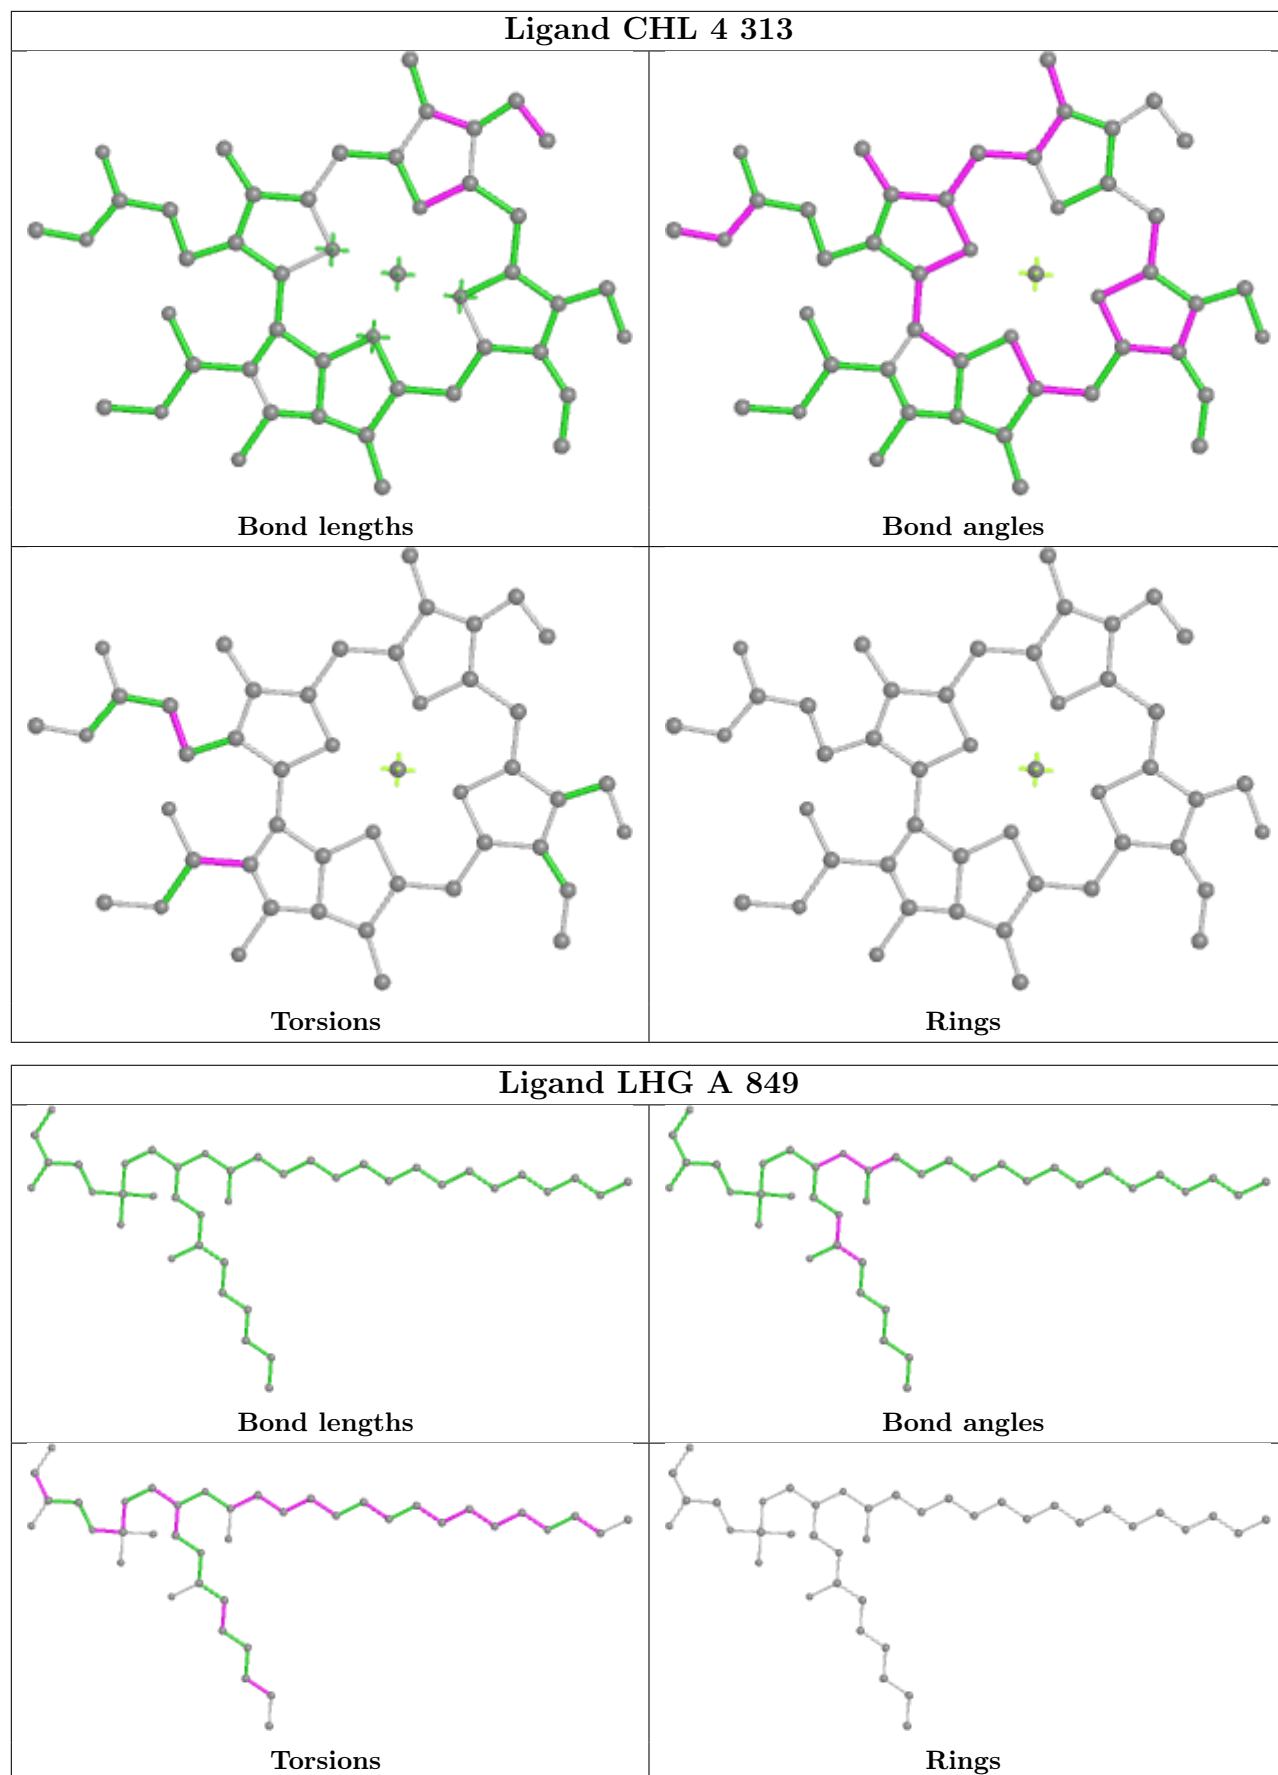 Ligand CHL 4 313
Bond lengths
Bond angles
Torsions
Rings
Ligand LHG A 849
Bond lengths
Bond angles
Torsions
Rings